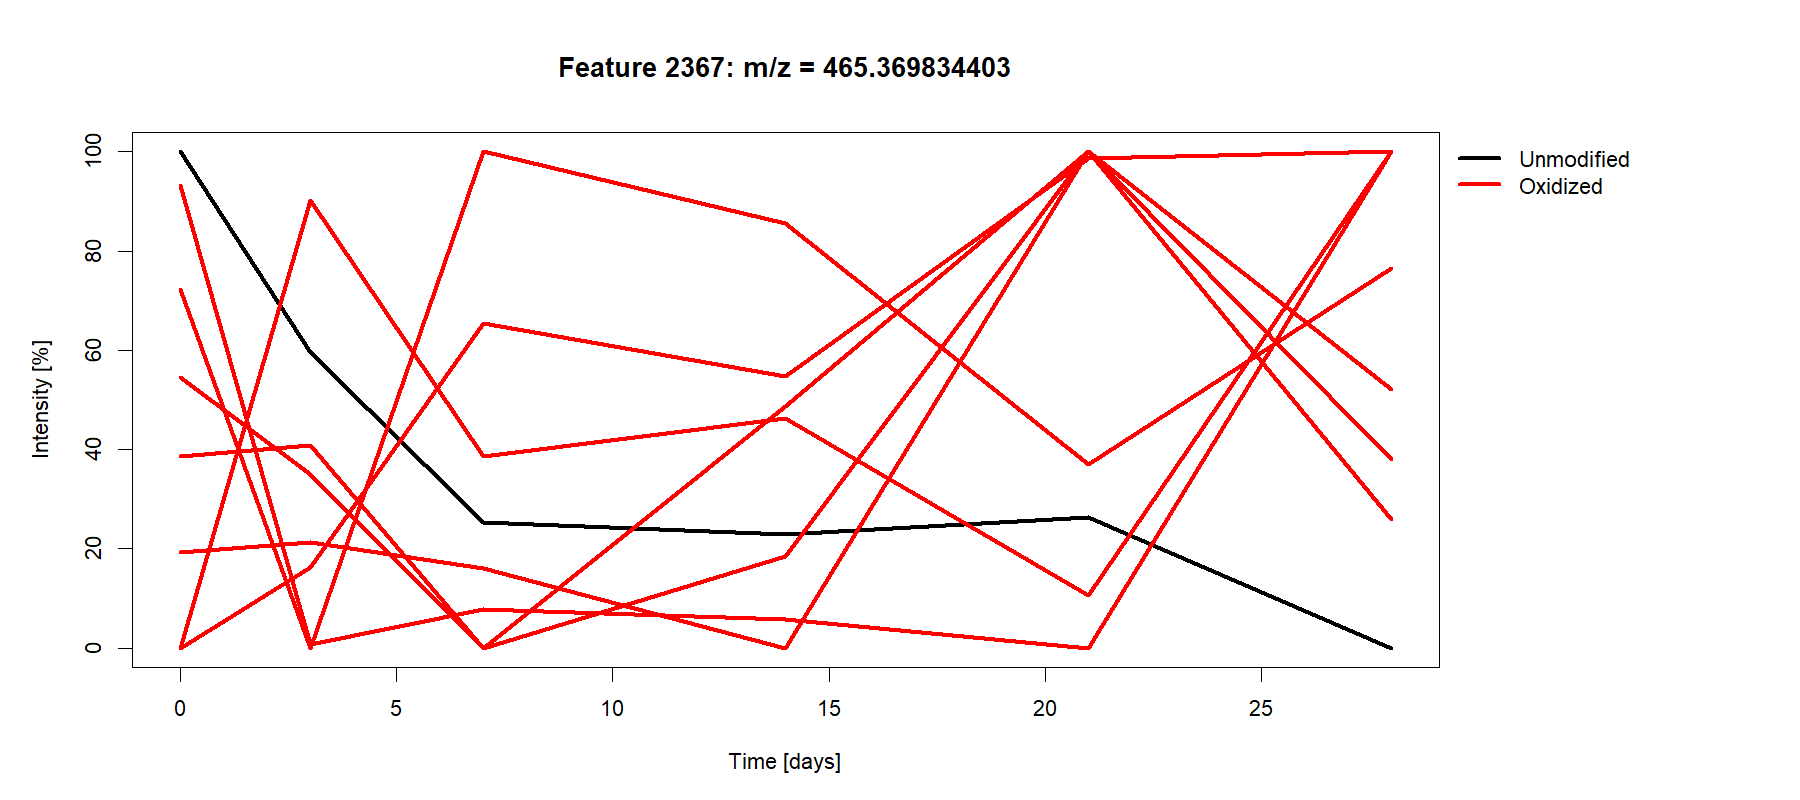 Feature 2367: m/z = 465.369834403
Unmodified
Oxidized
Intensity [%]
100
80
60
40
20
0
0 5 10 15 20 25
Time [days]